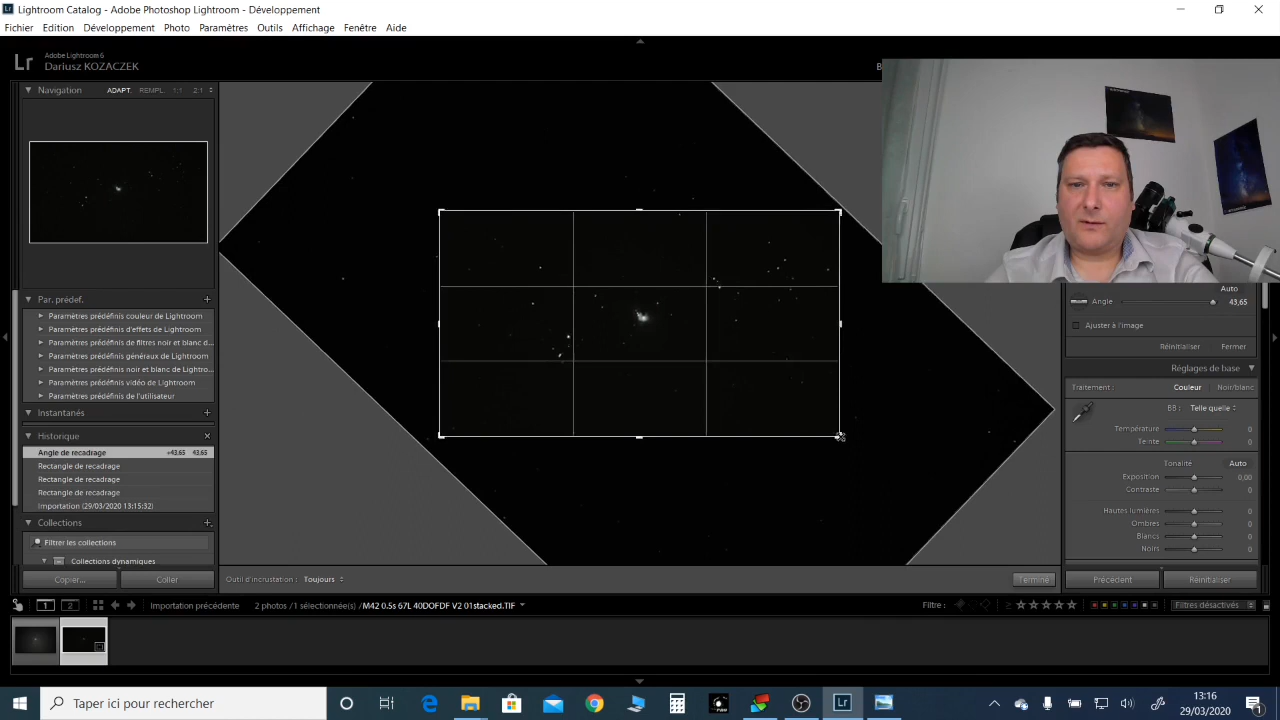 Lightroom Catalog - Adobe Photoshop Lightroom - Développement
Fichier Edition Développement Photo Paramètres Outils Affichage Fenêtre Aide
Lr
Adobe Lightroom 6
Dariusz KOZACZEK
B
Navigation ADAPT. REMPL. 1:1 2:1
Par. prédef.
Paramètres prédéfinis couleur de Lightroom
Paramètres prédéfinis d'effets de Lightroom
Paramètres prédéfinis de filtres noir et blanc d...
Paramètres prédéfinis généraux de Lightroom
Paramètres prédéfinis noir et blanc de Lightro...
Paramètres prédéfinis vidéo de Lightroom
Paramètres prédéfinis de l'utilisateur
Instantanés
Historique
Angle de recadrage +43,65 43,65
Rectangle de recadrage
Rectangle de recadrage
Rectangle de recadrage
Importation (29/03/2020 13:15:32)
Collections
Filtrer les collections
Collections dynamiques
Copier... Coller
Outil d'incrustation : Toujours
Terminé
Auto
Angle 43,65
Ajuster à l'image
Réinitialiser Fermer
Réglages de base
Traitement : Couleur Noir/blanc
BB : Telle quelle
Température 0
Teinte 0
Tonalité Auto
Exposition 0,00
Contraste 0
Hautes lumières 0
Ombres 0
Blancs 0
Noirs 0
Précédent Réinitialiser
1 2 Importation précédente 2 photos /1 sélectionnée(s) /M42 0.5s 67L 40DOFDF V2 01stacked.TIF
Filtre : Filtres désactivés
Taper ici pour rechercher
13:16
29/03/2020
1